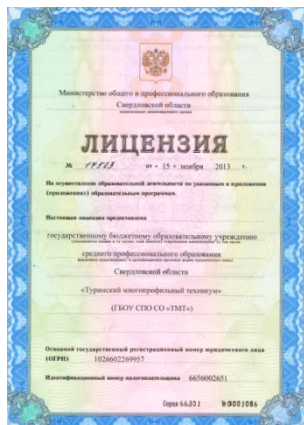 Министерство общего и профессионального образования
Свердловской области
ЛИЦЕНЗИЯ
№ от « 15 » ноября 2013 г.
На осуществление образовательной деятельности по указанным в приложении
(приложениях) образовательным программам.
Настоящая лицензия предоставлена
государственному бюджетному образовательному учреждению
среднего профессионального образования
Свердловской области
«Туринский многопрофильный техникум»
(ГБОУ СПО СО «ТМТ»)
Основной государственный регистрационный номер юридического лица
(ОГРН) 1026602269957
Идентификационный номер налогоплательщика 6656002651
Серия 66Л01 № 0001086